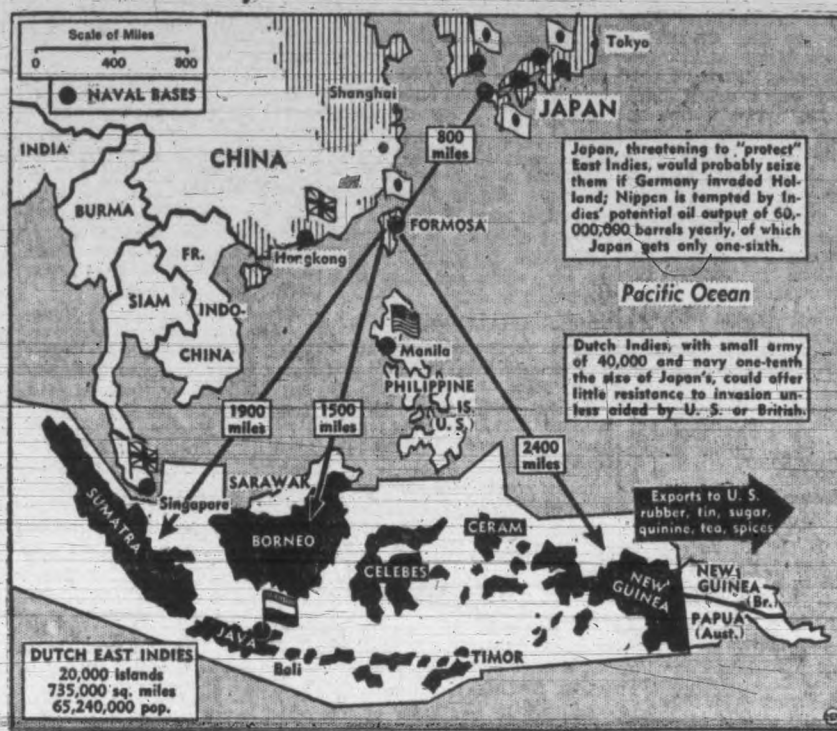 Scale of Miles
0 400 800
NAVAL BASES
Tokyo
Shanghai
JAPAN
INDIA
CHINA
800
miles
Japan, threatening to "protect"
East Indies, would probably seize
them if Germany invaded Hol-
land; Nippon is tempted by In-
dies' potential oil output of 60,-
000,000 barrels yearly, of which
Japan gets only one-sixth.
BURMA
FORMOSA
FR.
Hongkong
SIAM
INDO-
CHINA
Pacific Ocean
Manila
PHILIPPINE
IS.
(U. S.)
Dutch Indies, with small army
of 40,000 and navy one-tenth
the size of Japan's, could offer
little resistance to invasion un-
less aided by U. S. or British.
1900
miles
1500
miles
2400
miles
Singapore
SARAWAK
SUMATRA
BORNEO
CELEBES
CERAM
Exports to U. S.
rubber, tin, sugar,
quinine, tea, spices
NEW
GUINEA
NEW
GUINEA
(Br.)
PAPUA
(Aust.)
JAVA
Bali
TIMOR
DUTCH EAST INDIES
20,000 islands
735,000 sq. miles
65,240,000 pop.